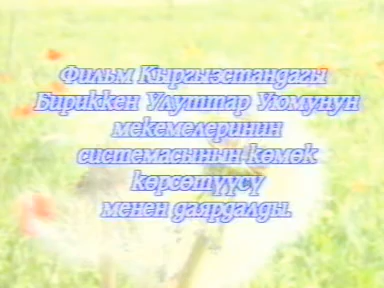 Фильм Кыргызстандагы
Бириккен Улуттар Уюмунун
мекемелеринин
системасынын көмөк
көрсөтүүсү
менен даярдалды.